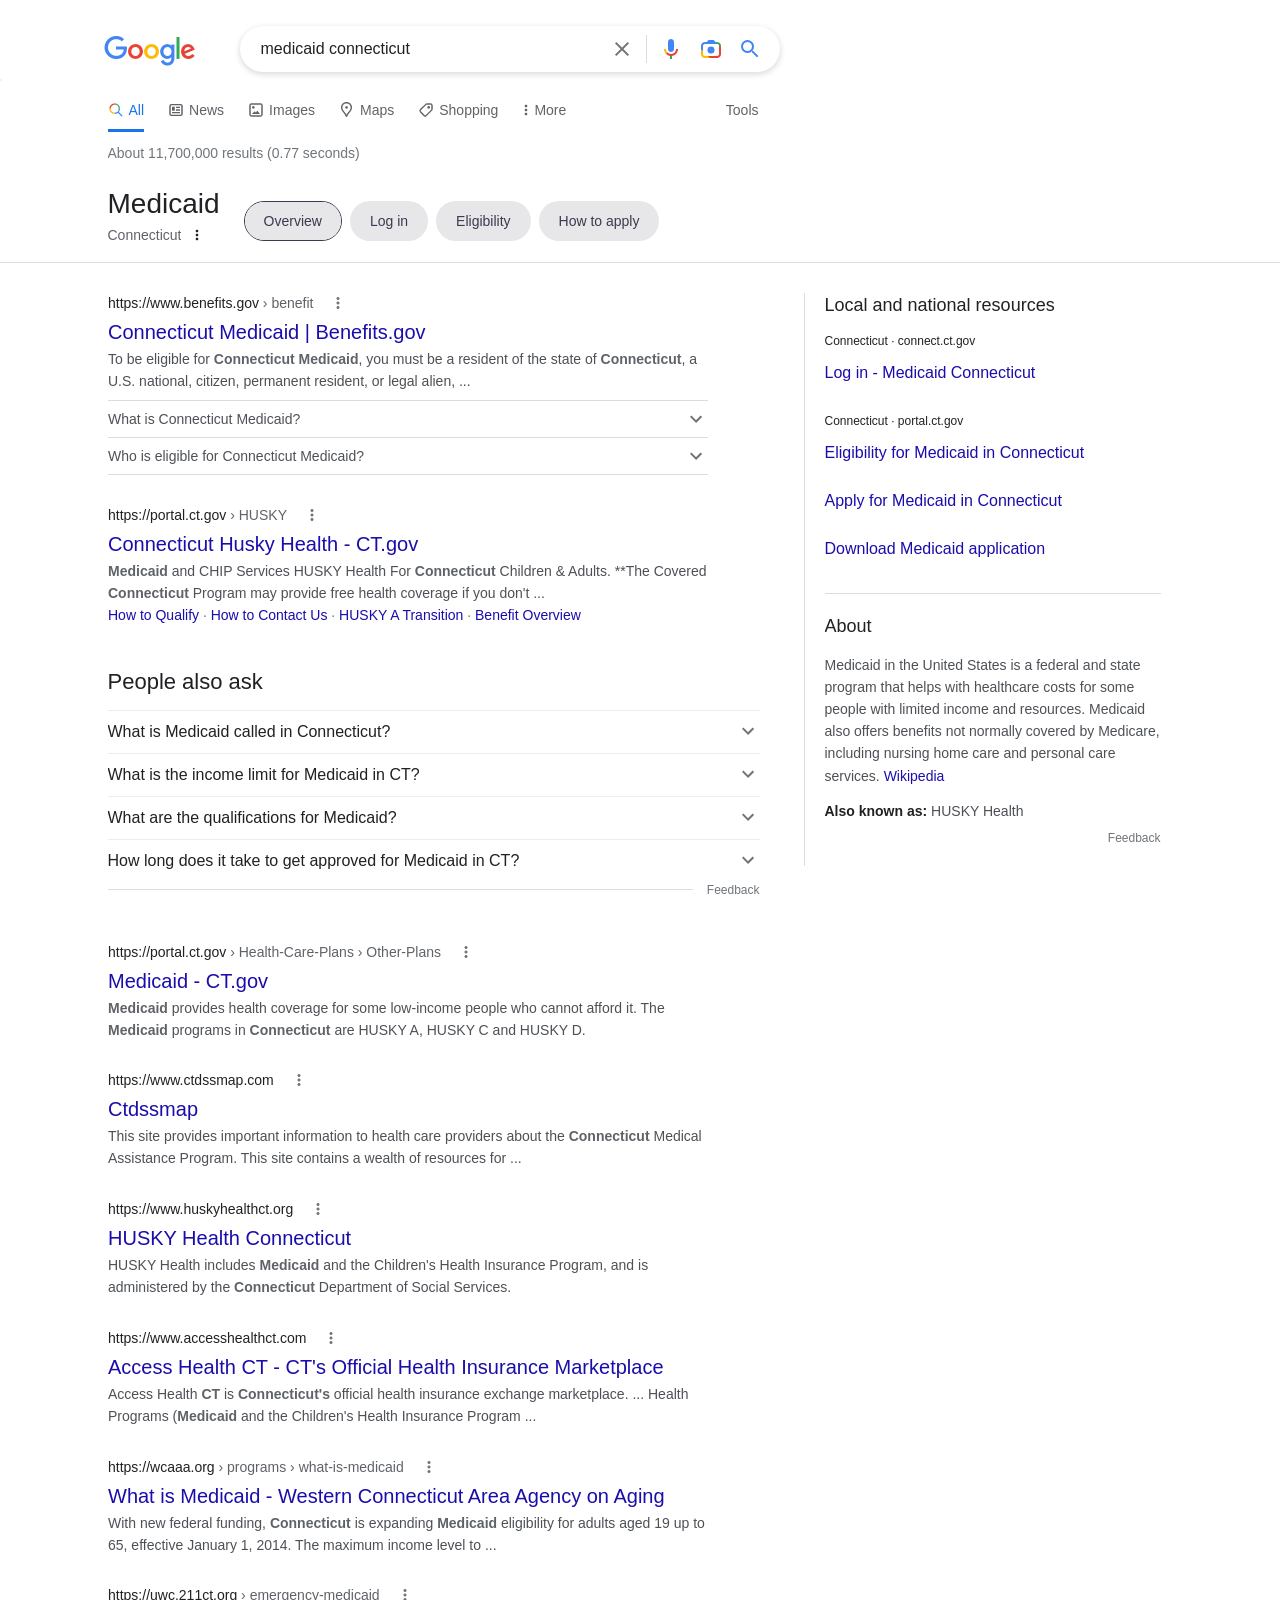 Google
medicaid connecticut
All News Images Maps Shopping More Tools
About 11,700,000 results (0.77 seconds)
Medicaid
Connecticut
Overview Log in Eligibility How to apply
https://www.benefits.gov › benefit
Connecticut Medicaid | Benefits.gov
To be eligible for Connecticut Medicaid, you must be a resident of the state of Connecticut, a
U.S. national, citizen, permanent resident, or legal alien, ...
What is Connecticut Medicaid?
Who is eligible for Connecticut Medicaid?
https://portal.ct.gov › HUSKY
Connecticut Husky Health - CT.gov
Medicaid and CHIP Services HUSKY Health For Connecticut Children & Adults. **The Covered
Connecticut Program may provide free health coverage if you don't ...
How to Qualify · How to Contact Us · HUSKY A Transition · Benefit Overview
People also ask
What is Medicaid called in Connecticut?
What is the income limit for Medicaid in CT?
What are the qualifications for Medicaid?
How long does it take to get approved for Medicaid in CT?
Feedback
https://portal.ct.gov › Health-Care-Plans › Other-Plans
Medicaid - CT.gov
Medicaid provides health coverage for some low-income people who cannot afford it. The
Medicaid programs in Connecticut are HUSKY A, HUSKY C and HUSKY D.
https://www.ctdssmap.com
Ctdssmap
This site provides important information to health care providers about the Connecticut Medical
Assistance Program. This site contains a wealth of resources for ...
https://www.huskyhealthct.org
HUSKY Health Connecticut
HUSKY Health includes Medicaid and the Children's Health Insurance Program, and is
administered by the Connecticut Department of Social Services.
https://www.accesshealthct.com
Access Health CT - CT's Official Health Insurance Marketplace
Access Health CT is Connecticut's official health insurance exchange marketplace. ... Health
Programs (Medicaid and the Children's Health Insurance Program ...
https://wcaaa.org › programs › what-is-medicaid
What is Medicaid - Western Connecticut Area Agency on Aging
With new federal funding, Connecticut is expanding Medicaid eligibility for adults aged 19 up to
65, effective January 1, 2014. The maximum income level to ...
https://uwc.211ct.org › emergency-medicaid
Local and national resources
Connecticut · connect.ct.gov
Log in - Medicaid Connecticut
Connecticut · portal.ct.gov
Eligibility for Medicaid in Connecticut
Apply for Medicaid in Connecticut
Download Medicaid application
About
Medicaid in the United States is a federal and state
program that helps with healthcare costs for some
people with limited income and resources. Medicaid
also offers benefits not normally covered by Medicare,
including nursing home care and personal care
services. Wikipedia
Also known as: HUSKY Health
Feedback